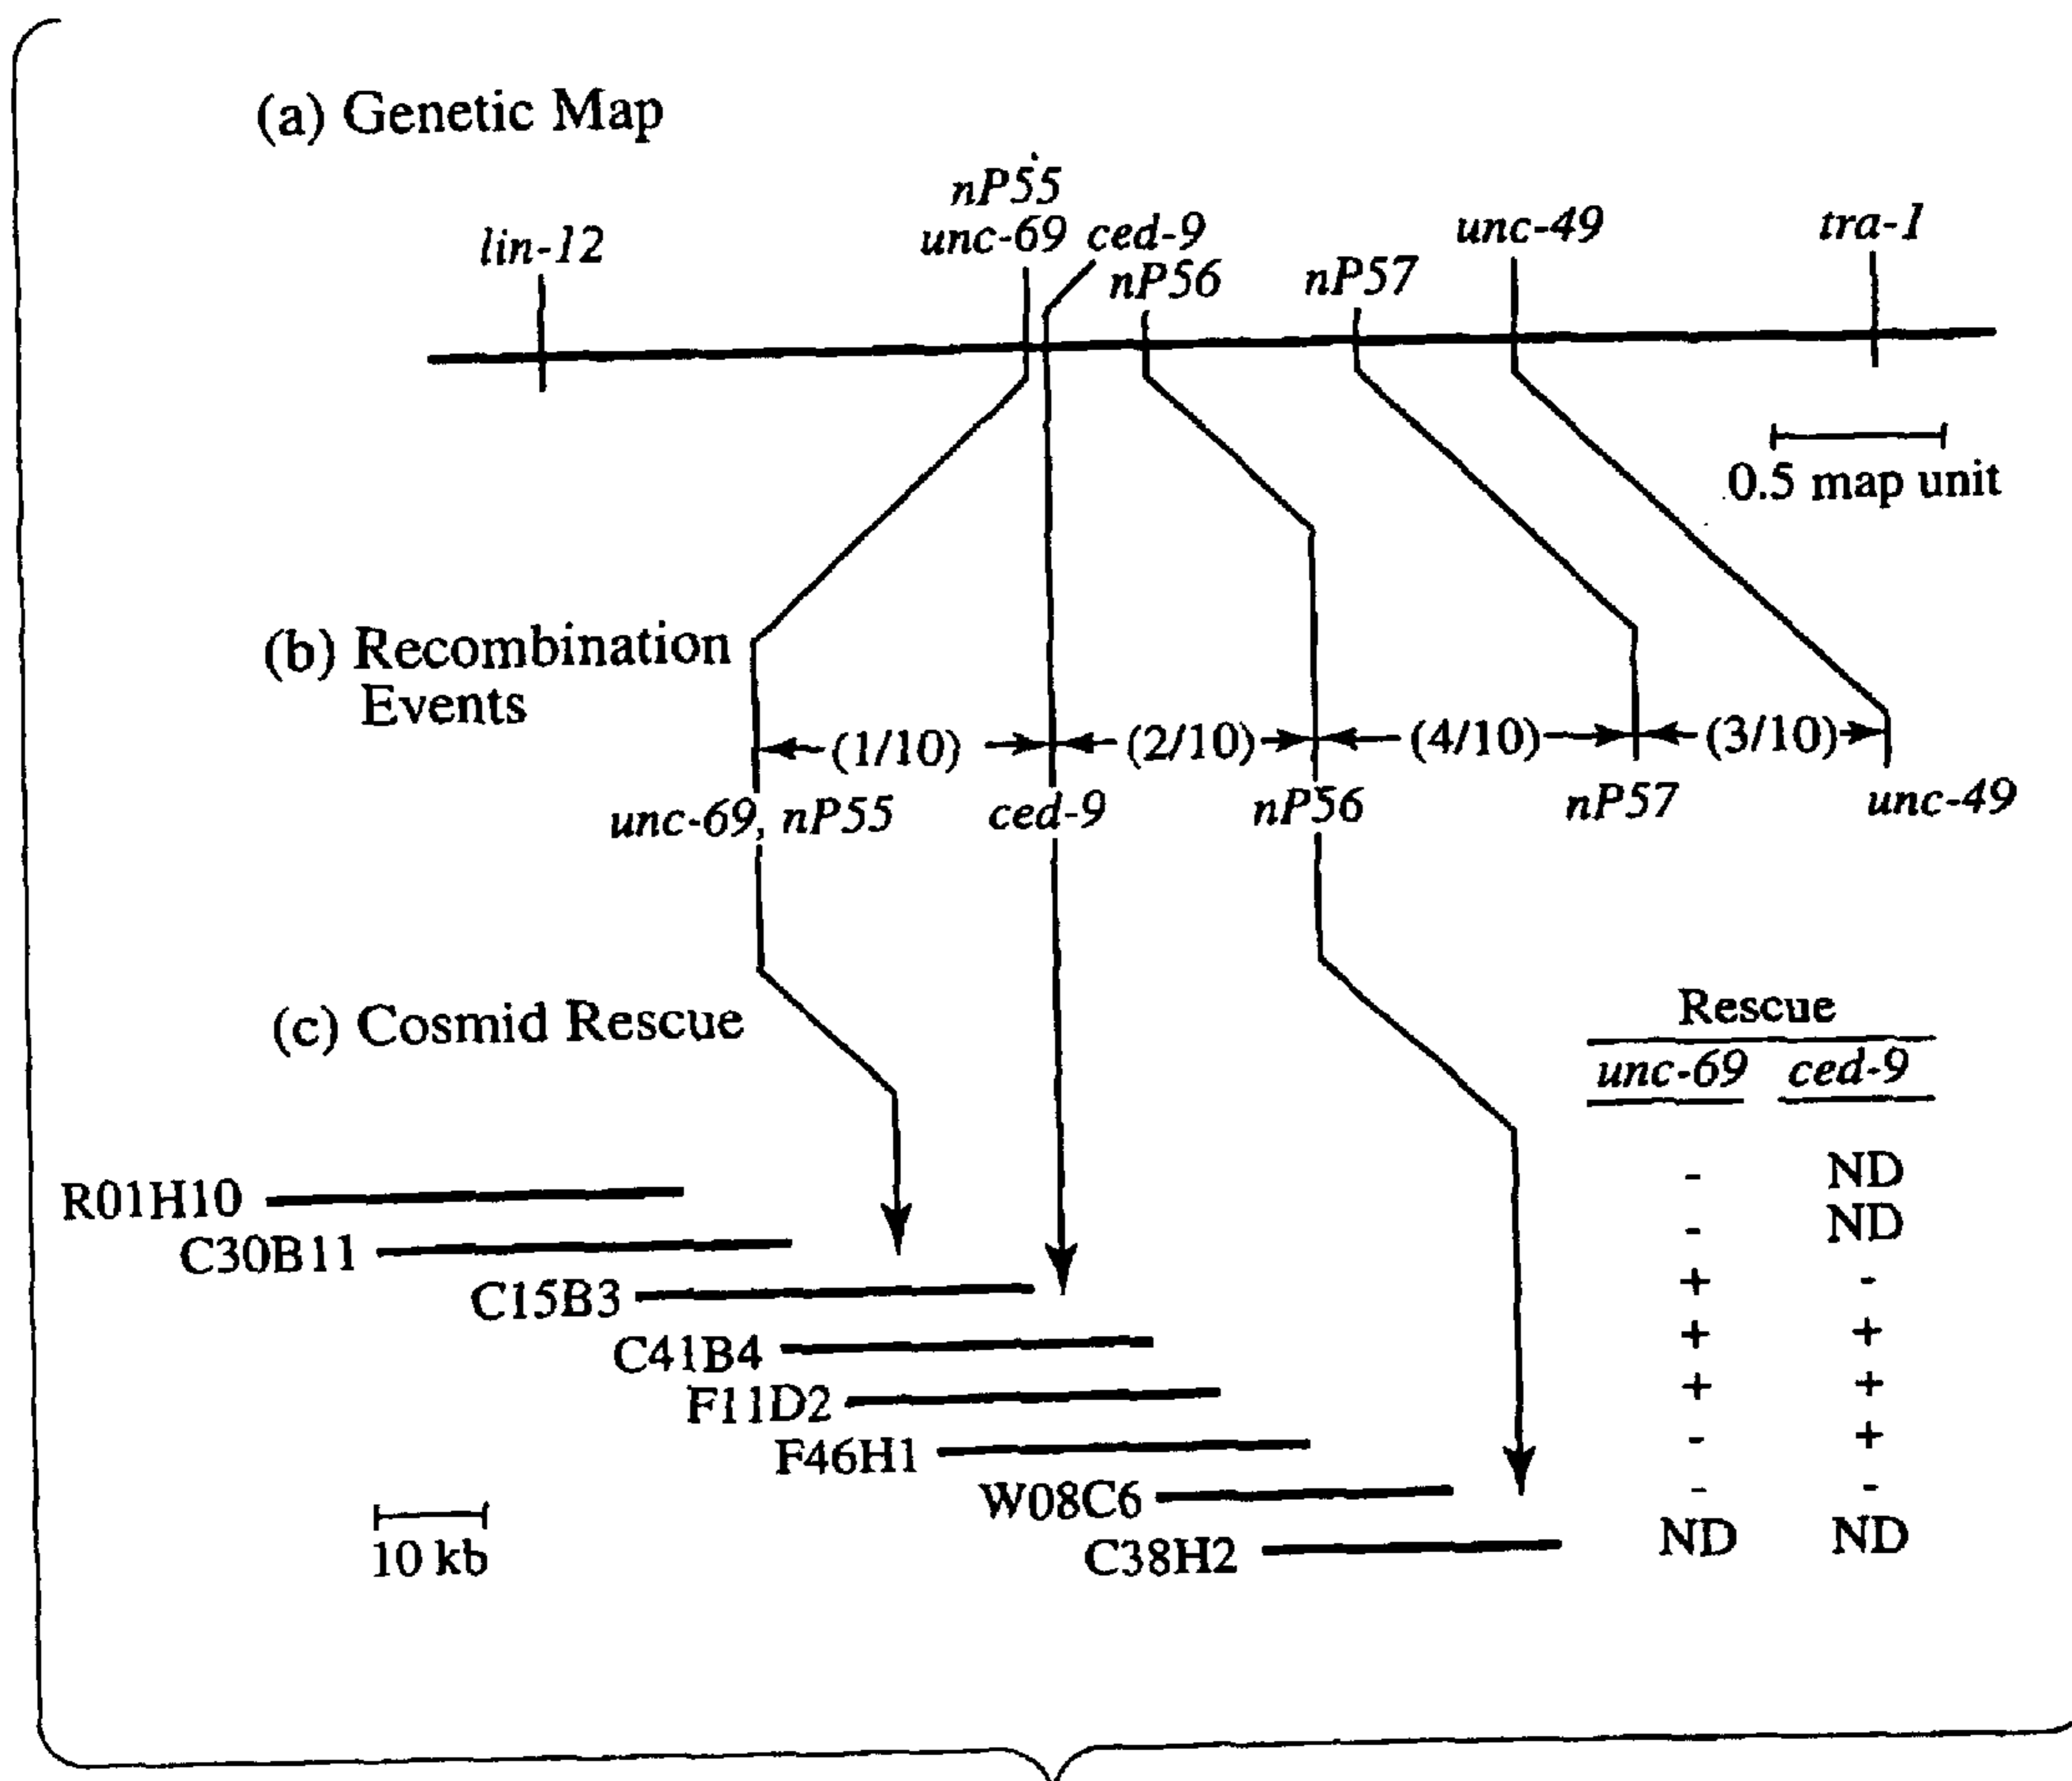 (a) Genetic Map
nP55
unc-69 ced-9
lin-12
nP56
nP57
unc-49
tra-1
0.5 map unit
(b) Recombination
Events
(1/10)
(2/10)
(4/10)
(3/10)
unc-69, nP55
ced-9
nP56
nP57
unc-49
(c) Cosmid Rescue
Rescue
unc-69 ced-9
R01H10 - ND
C30B11 - ND
C15B3 + -
C41B4 + +
F11D2 + +
F46H1 - +
W08C6 - -
C38H2 ND ND
10 kb